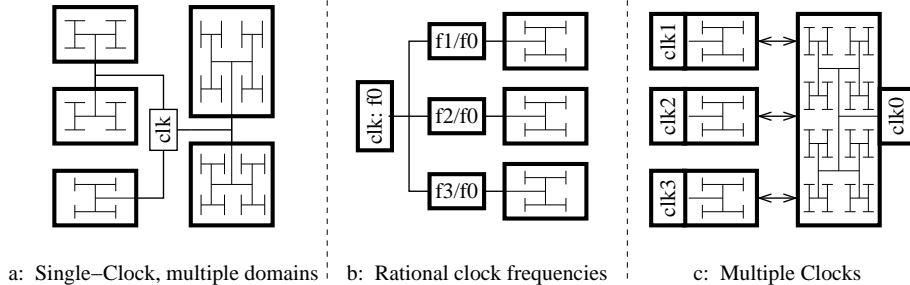 clk
a: Single−Clock, multiple domains
clk: f0
f1/f0
f2/f0
f3/f0
b: Rational clock frequencies
clk1
clk2
clk3
clk0
c: Multiple Clocks